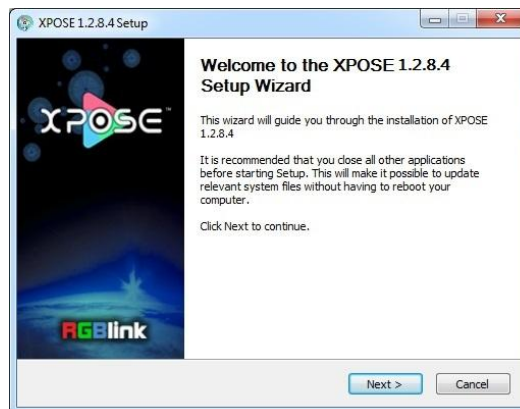 XPOSE 1.2.8.4 Setup
XPOSE™
Welcome to the XPOSE 1.2.8.4
Setup Wizard
This wizard will guide you through the installation of XPOSE
1.2.8.4
It is recommended that you close all other applications
before starting Setup. This will make it possible to update
relevant system files without having to reboot your
computer.
Click Next to continue.
RGBlink
Next >
Cancel